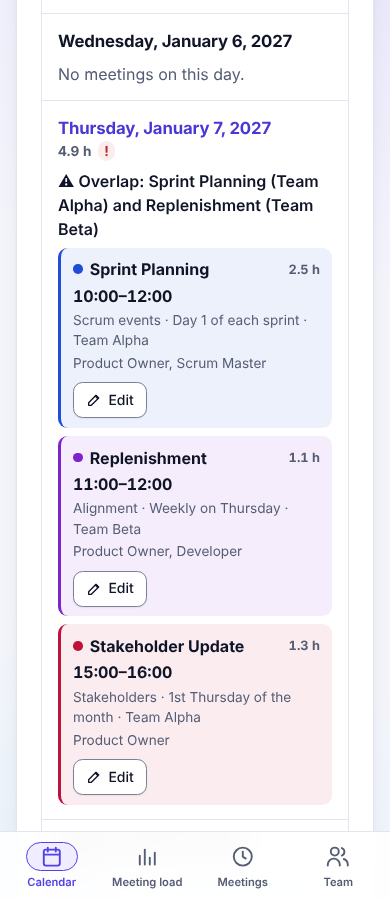 Wednesday, January 6, 2027
No meetings on this day.
Thursday, January 7, 2027
4.9 h !
⚠ Overlap: Sprint Planning (Team
Alpha) and Replenishment (Team
Beta)
Sprint Planning 2.5 h
10:00–12:00
Scrum events · Day 1 of each sprint ·
Team Alpha
Product Owner, Scrum Master
Edit
Replenishment 1.1 h
11:00–12:00
Alignment · Weekly on Thursday ·
Team Beta
Product Owner, Developer
Edit
Stakeholder Update 1.3 h
15:00–16:00
Stakeholders · 1st Thursday of the
month · Team Alpha
Product Owner
Edit
Calendar Meeting load Meetings Team